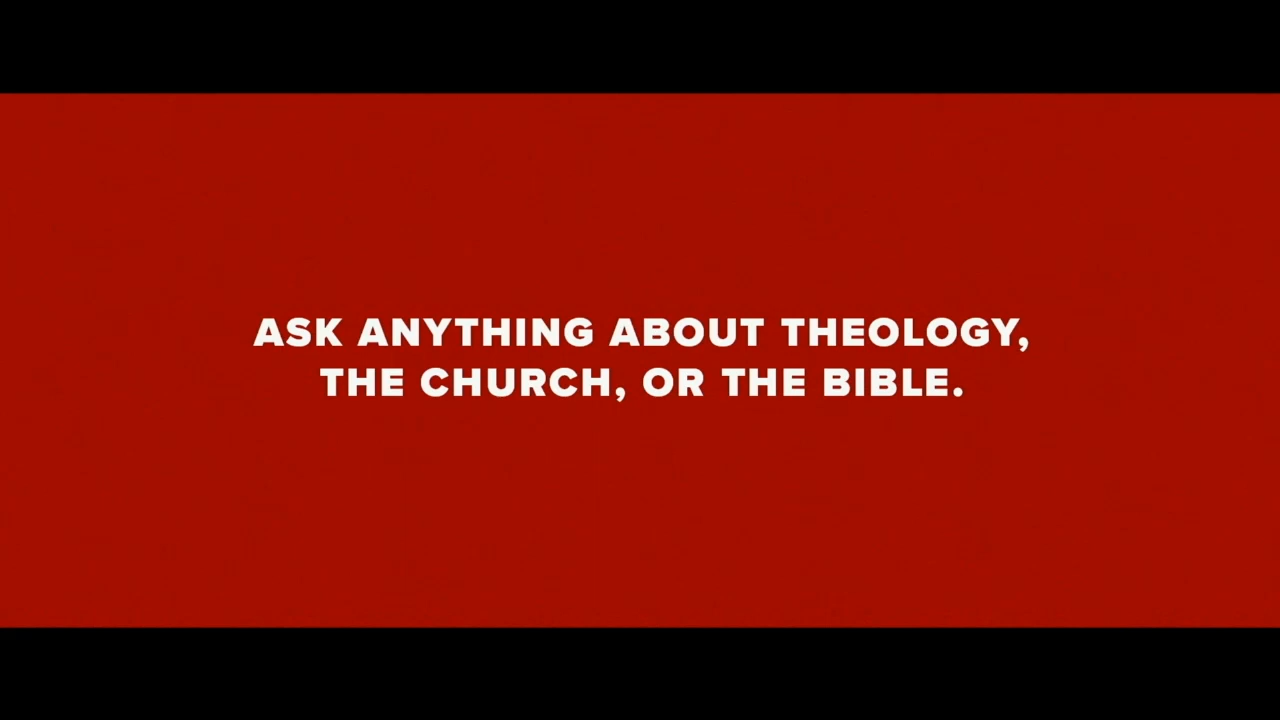 ASK ANYTHING ABOUT THEOLOGY,
THE CHURCH, OR THE BIBLE.